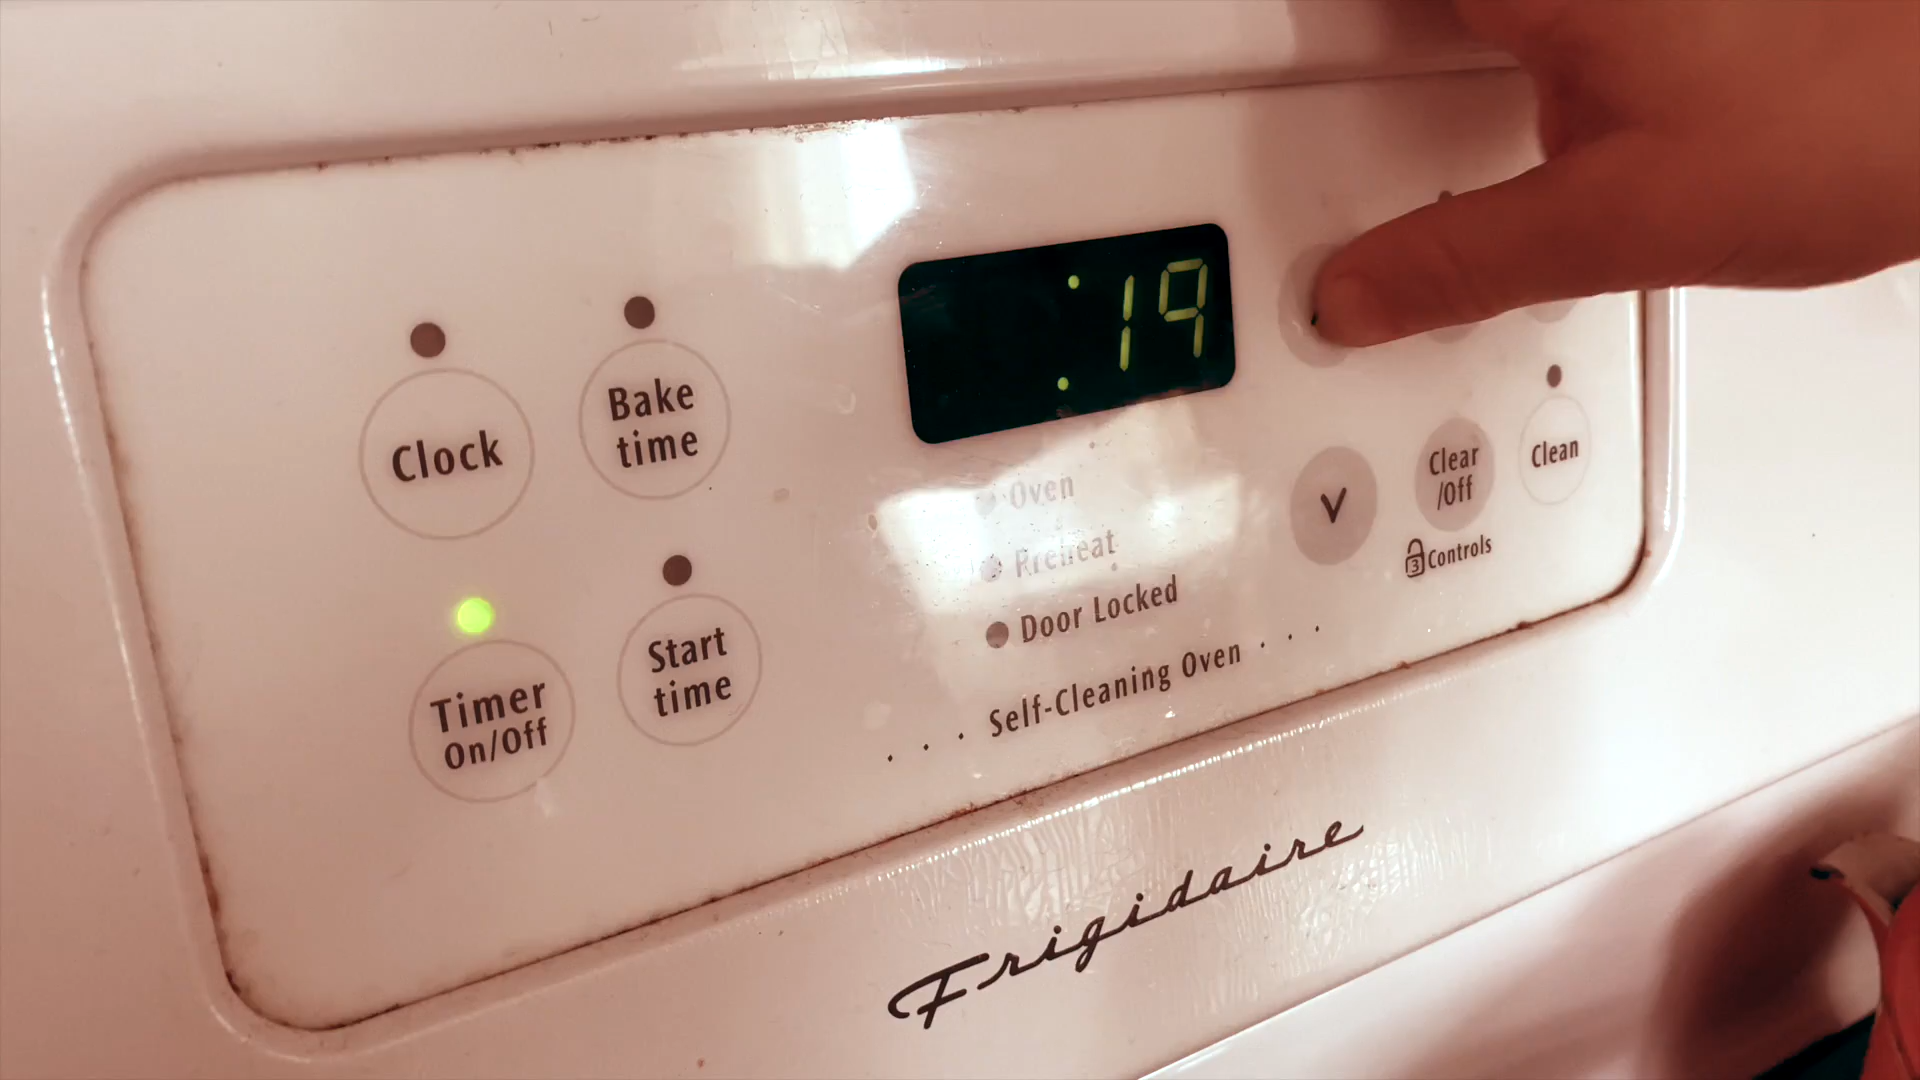 :19
Clock
Bake
time
Timer
On/Off
Start
time
Oven
Preheat
Door Locked
. . . Self-Cleaning Oven . . .
V
Clear
/Off
3 Controls
Clean
Frigidaire